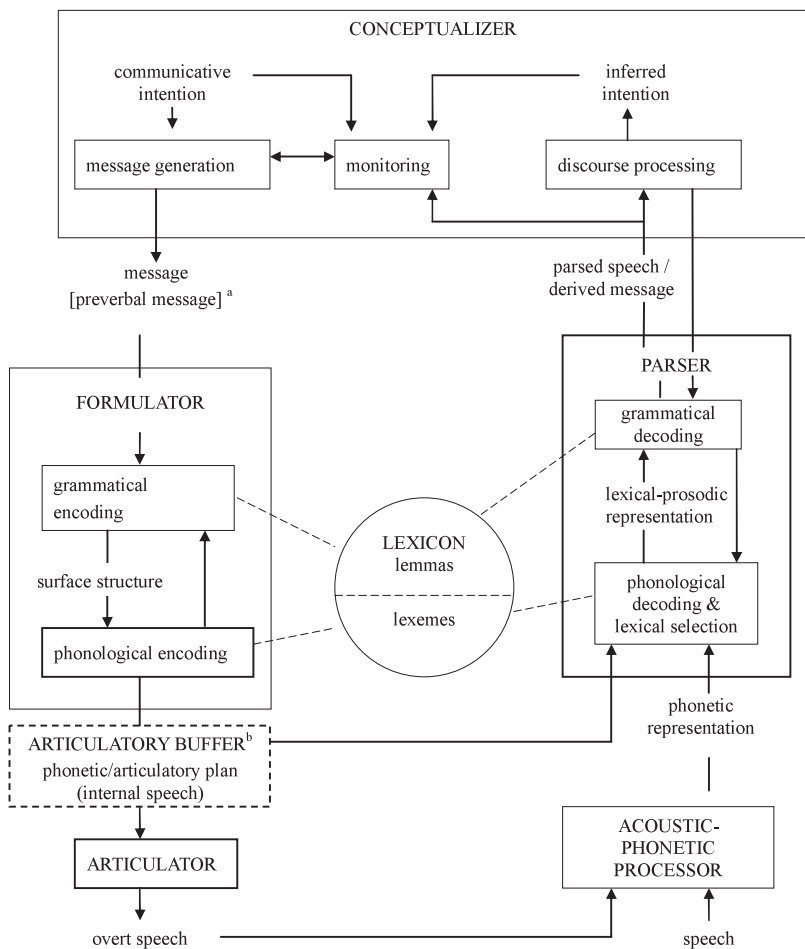 CONCEPTUALIZER
communicative
intention
inferred
intention
message generation
monitoring
discourse processing
message
[preverbal message] a
parsed speech /
derived message
FORMULATOR
PARSER
grammatical
decoding
grammatical
encoding
lexical-prosodic
representation
LEXICON
lemmas
surface structure
phonological
decoding &
lexical selection
lexemes
phonological encoding
phonetic
representation
ARTICULATORY BUFFERb
phonetic/articulatory plan
(internal speech)
ACOUSTIC-
PHONETIC
PROCESSOR
ARTICULATOR
overt speech
speech